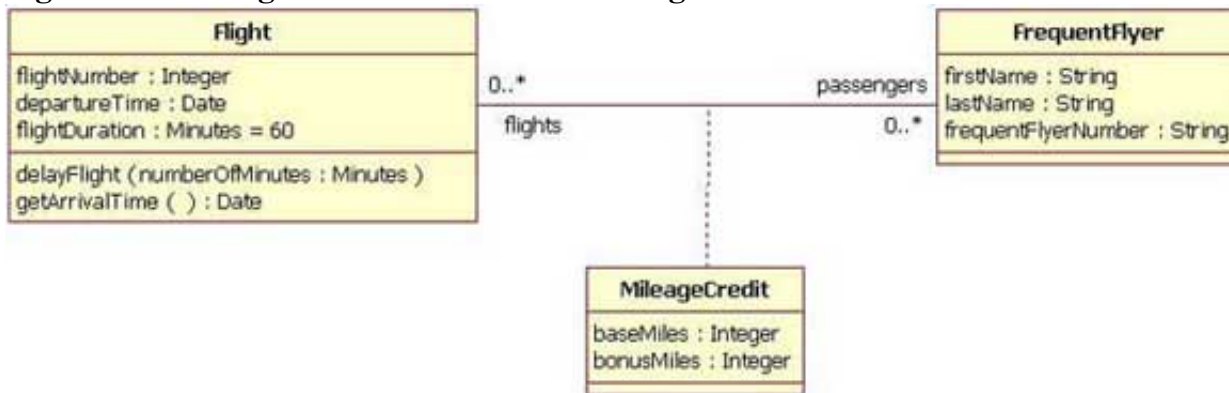 Flight
flightNumber : Integer
departureTime : Date
flightDuration : Minutes = 60
delayFlight ( numberOfMinutes : Minutes )
getArrivalTime ( ) : Date
0..*
flights
passengers
0..*
FrequentFlyer
firstName : String
lastName : String
frequentFlyerNumber : String
MileageCredit
baseMiles : Integer
bonusMiles : Integer